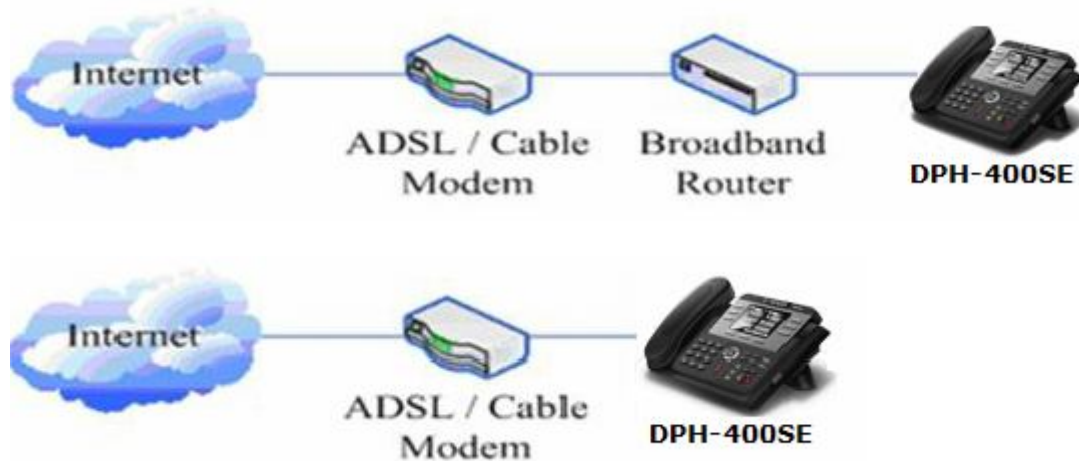 Internet
ADSL / Cable
Modem
Broadband
Router
DPH-400SE
Internet
ADSL / Cable
Modem
DPH-400SE